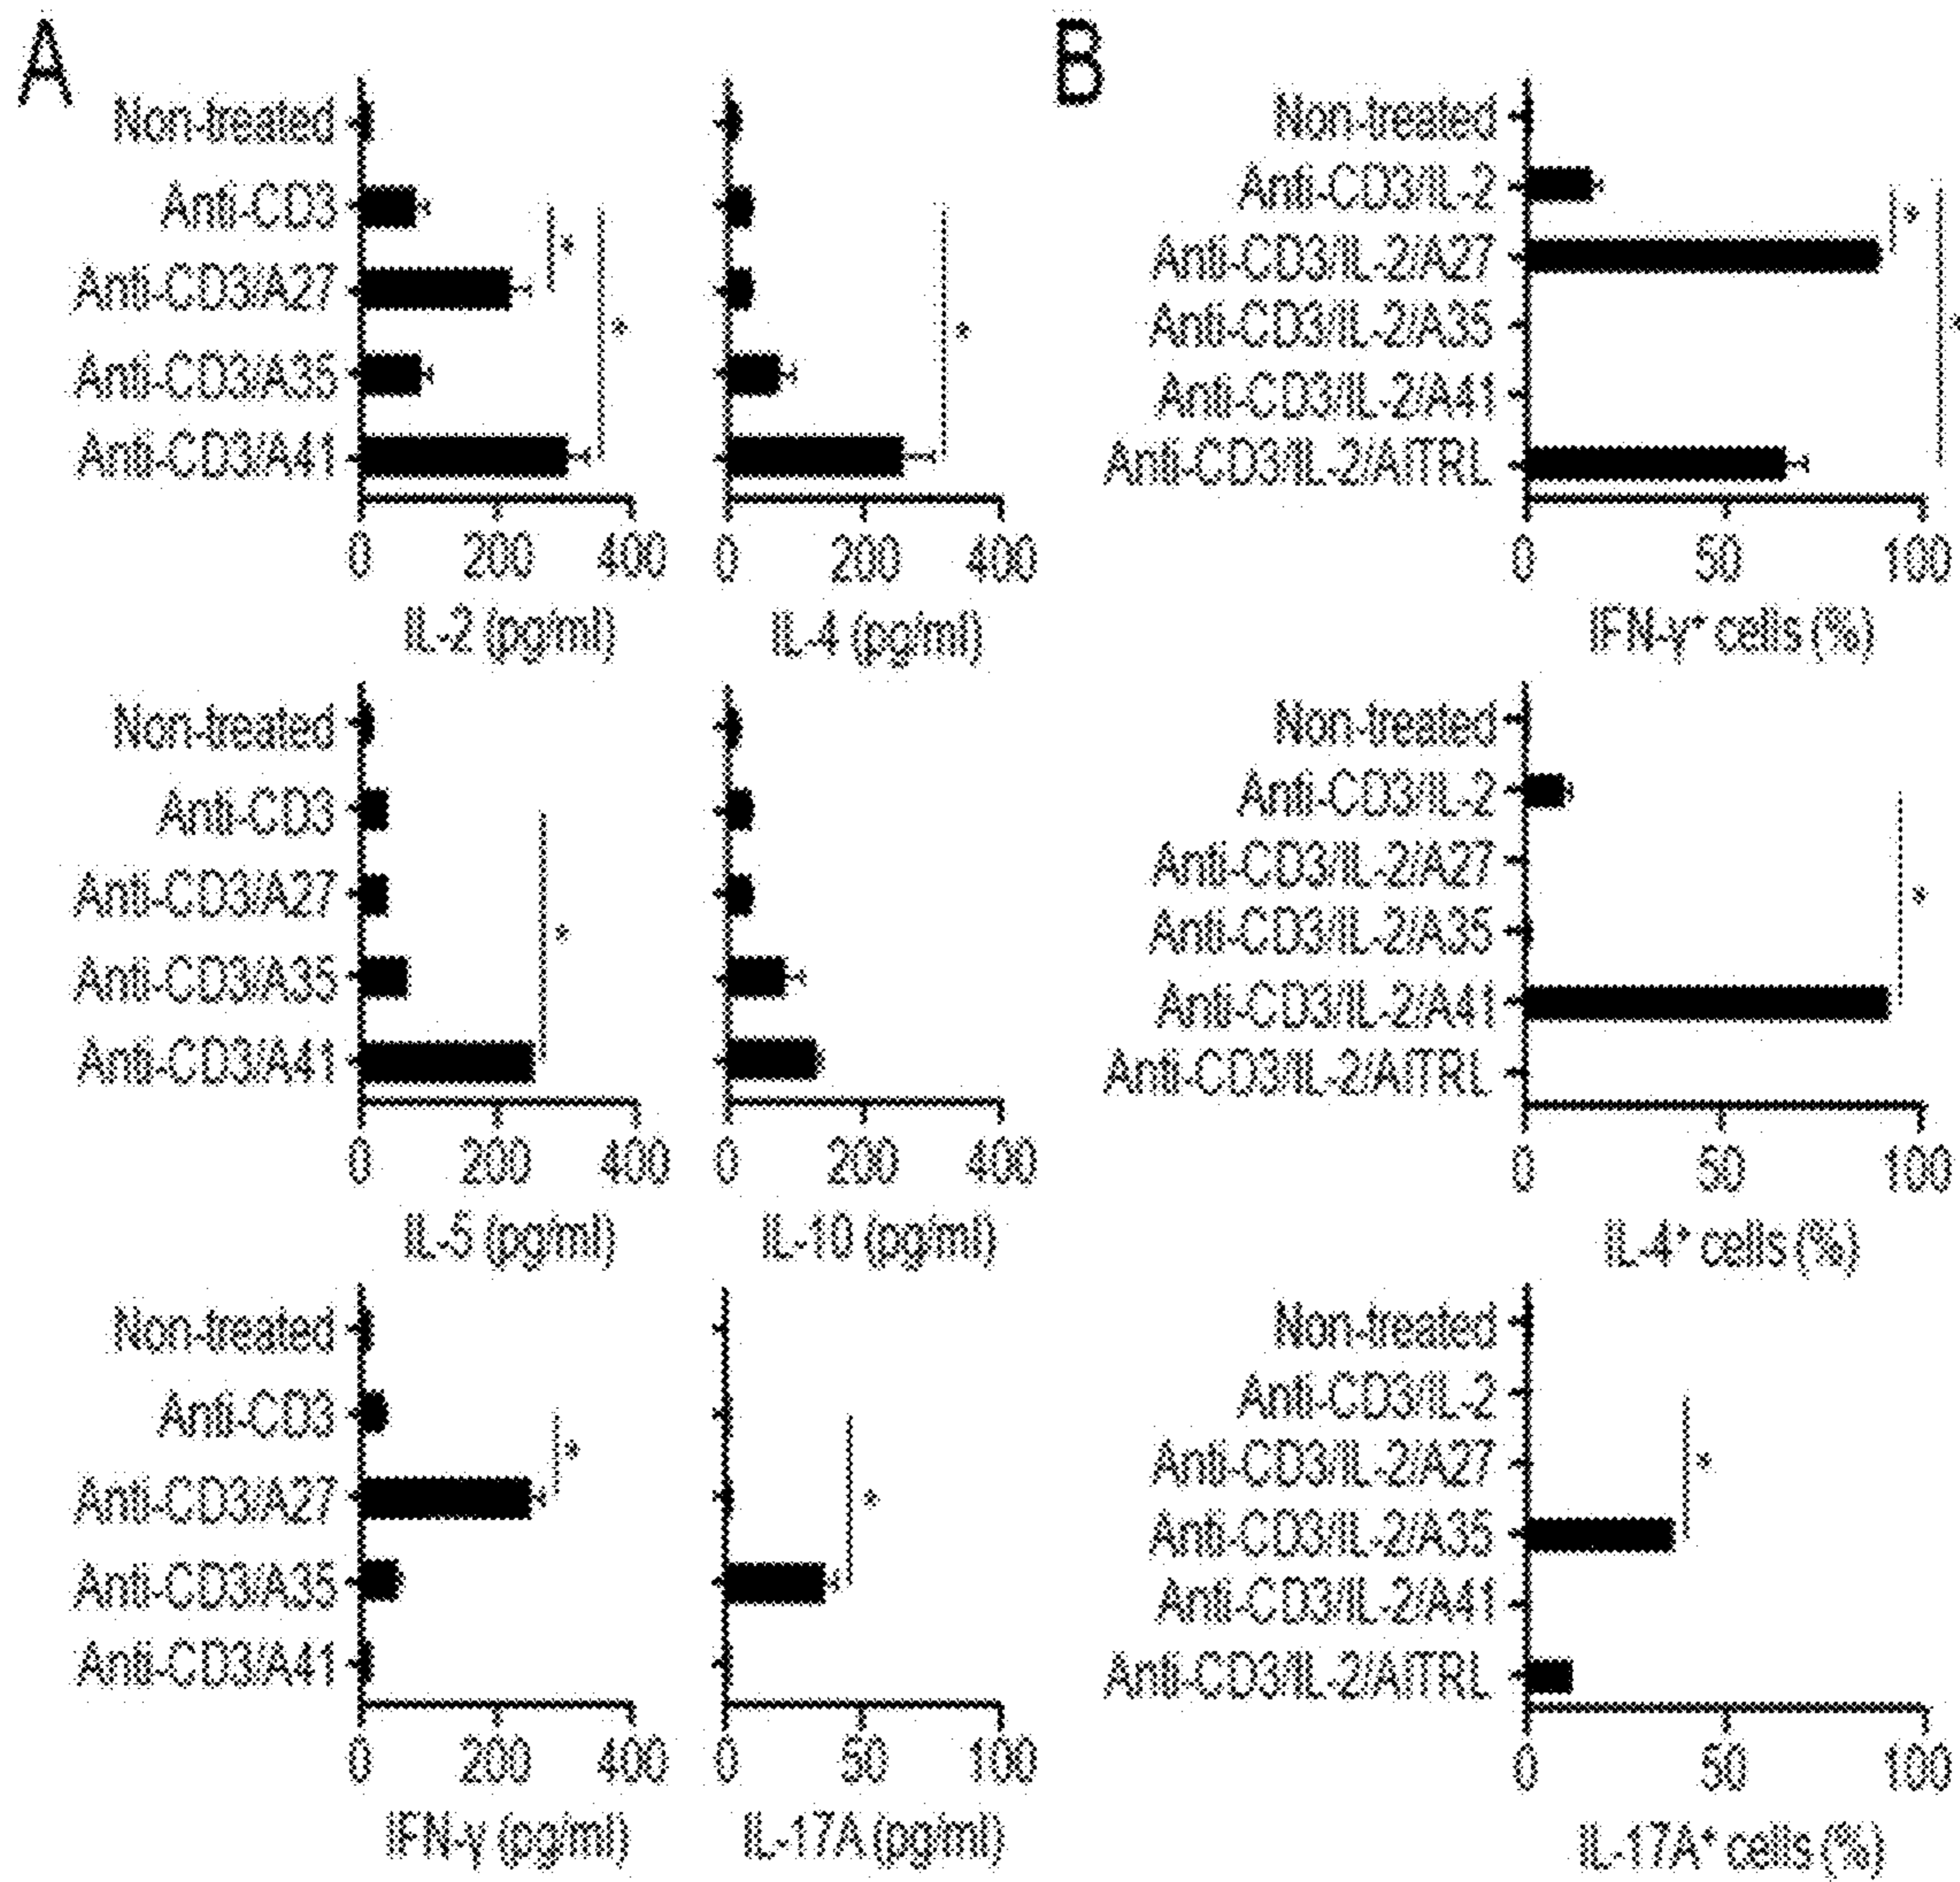 A
Non-treated
Anti-CD3
Anti-CD3/A27
Anti-CD3/A35
Anti-CD3/A41
0 200 400
IL-2 (pg/ml)
0 200 400
IL-4 (pg/ml)
Non-treated
Anti-CD3
Anti-CD3/A27
Anti-CD3/A35
Anti-CD3/A41
0 200 400
IL-5 (pg/ml)
0 200 400
IL-10 (pg/ml)
Non-treated
Anti-CD3
Anti-CD3/A27
Anti-CD3/A35
Anti-CD3/A41
0 200 400
IFN-γ (pg/ml)
0 50 100
IL-17A (pg/ml)
* * * * * *
B
Non-treated
Anti-CD3/IL-2
Anti-CD3/IL-2/A27
Anti-CD3/IL-2/A35
Anti-CD3/IL-2/A41
Anti-CD3/IL-2/AITRL
* *
0 50 100
IFN-γ⁺ cells (%)
Non-treated
Anti-CD3/IL-2
Anti-CD3/IL-2/A27
Anti-CD3/IL-2/A35
Anti-CD3/IL-2/A41
Anti-CD3/IL-2/AITRL
*
0 50 100
IL-4⁺ cells (%)
Non-treated
Anti-CD3/IL-2
Anti-CD3/IL-2/A27
Anti-CD3/IL-2/A35
Anti-CD3/IL-2/A41
Anti-CD3/IL-2/AITRL
*
0 50 100
IL-17A⁺ cells (%)